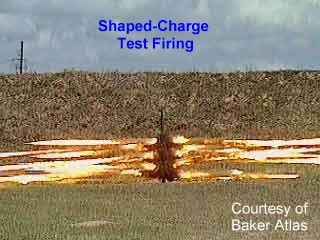 Shaped-Charge
Test Firing
Courtesy of
Baker Atlas